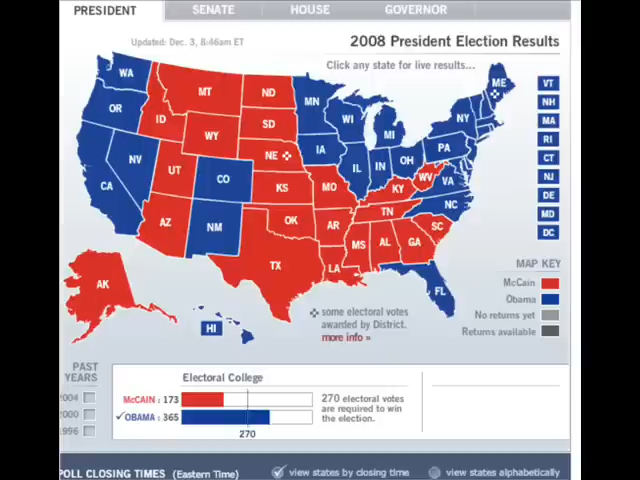 PRESIDENT SENATE HOUSE GOVERNOR
Updated: Dec. 3, 8:46am ET
2008 President Election Results
Click any state for live results...
WA
OR
CA
NV
ID
MT
WY
UT
AZ
CO
NM
ND
SD
NE
KS
OK
TX
MN
IA
MO
AR
LA
WI
IL
MI
IN
OH
KY
TN
MS
AL
GA
FL
SC
NC
VA
WV
PA
NY
ME
AK
HI
VT
NH
MA
RI
CT
NJ
DE
MD
DC
MAP KEY
McCain
Obama
No returns yet
Returns available
some electoral votes
awarded by District.
more info »
PAST
YEARS
2004
2000
1996
Electoral College
McCAIN : 173
OBAMA : 365
270
270 electoral votes
are required to win
the election.
POLL CLOSING TIMES (Eastern Time) view states by closing time view states alphabetically